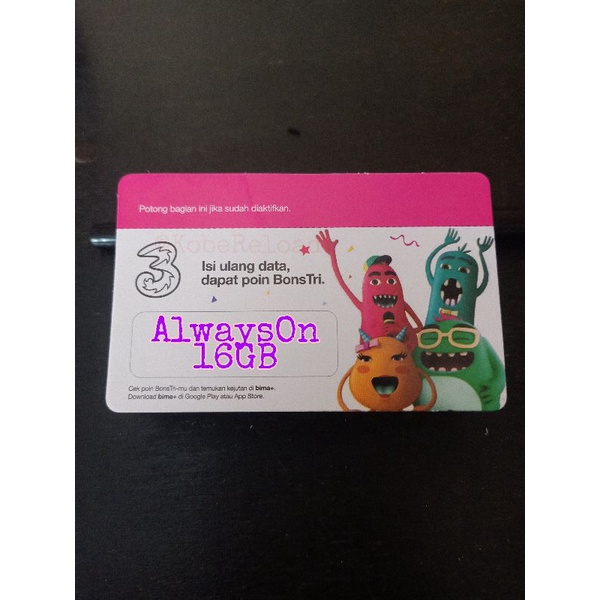 Potong bagian ini jika sudah diaktifkan.
@KobeReload
3
Isi ulang data,
dapat poin BonsTri.
AlwaysOn
16GB
Cek poin BonsTri-mu dan temukan kejutan di bima+.
Download bima+ di Google Play atau App Store.